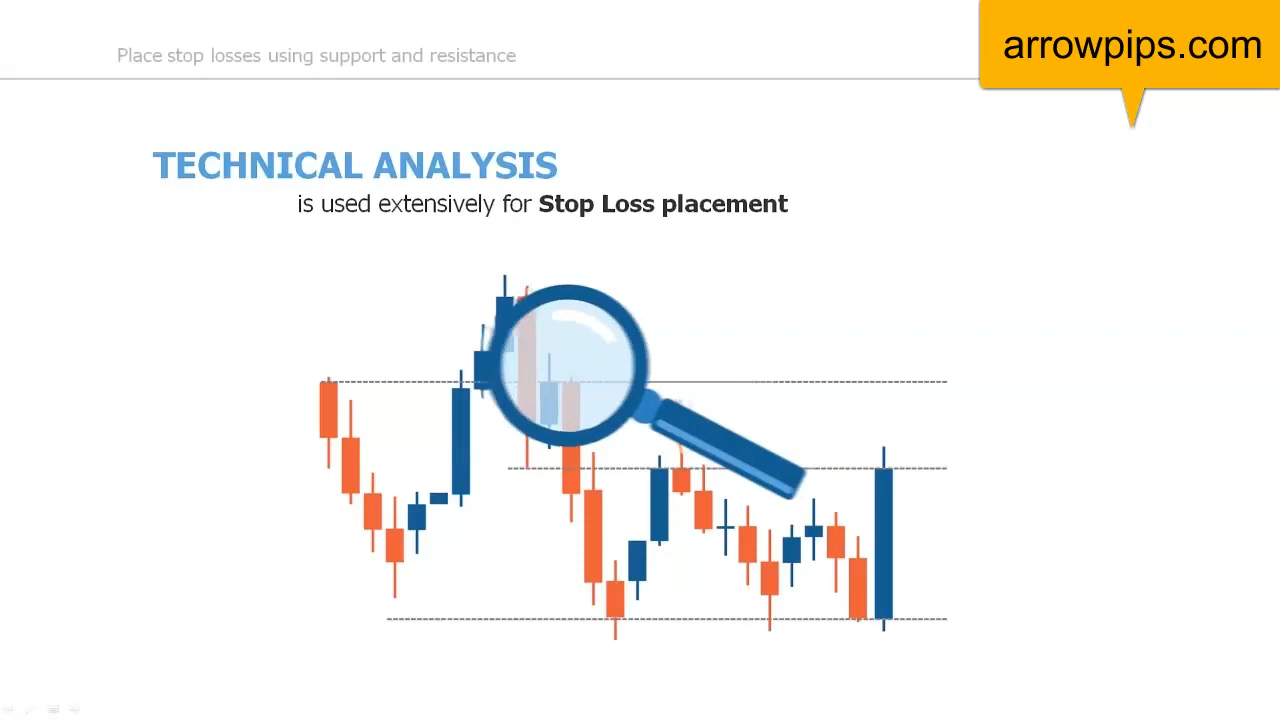 Place stop losses using support and resistance
arrowpips.com
TECHNICAL ANALYSIS
is used extensively for Stop Loss placement